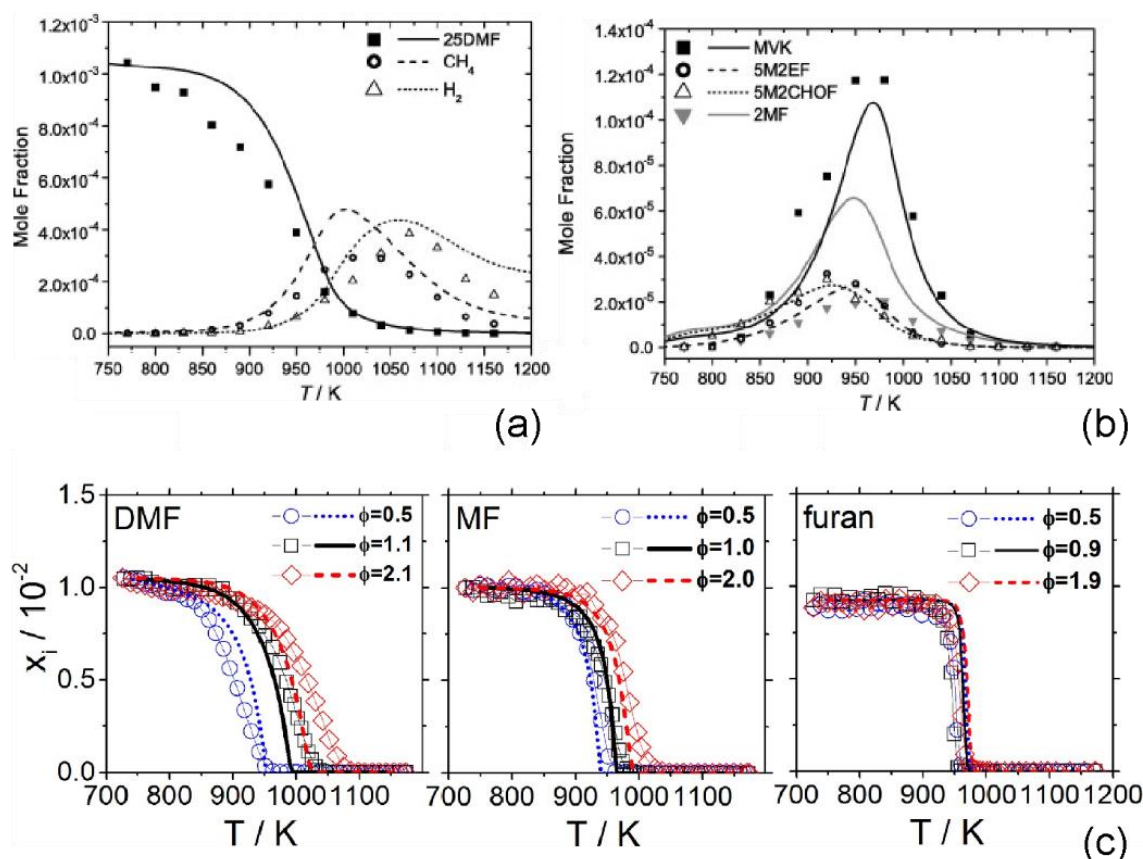 1.2x10⁻³
1.0x10⁻³
8.0x10⁻⁴
6.0x10⁻⁴
4.0x10⁻⁴
2.0x10⁻⁴
0.0
Mole Fraction
25DMF
CH₄
H₂
750 800 850 900 950 1000 1050 1100 1150 1200
T / K
(a)
1.4x10⁻⁴
1.2x10⁻⁴
1.0x10⁻⁴
8.0x10⁻⁵
6.0x10⁻⁵
4.0x10⁻⁵
2.0x10⁻⁵
0.0
Mole Fraction
MVK
5M2EF
5M2CHOF
2MF
750 800 850 900 950 1000 1050 1100 1150 1200
T / K
(b)
1.5
1.0
0.5
0.0
xᵢ / 10⁻²
DMF
ϕ=0.5
ϕ=1.1
ϕ=2.1
700 800 900 1000 1100
T / K
MF
ϕ=0.5
ϕ=1.0
ϕ=2.0
700 800 900 1000 1100
T / K
furan
ϕ=0.5
ϕ=0.9
ϕ=1.9
700 800 900 1000 1100 1200
T / K
(c)